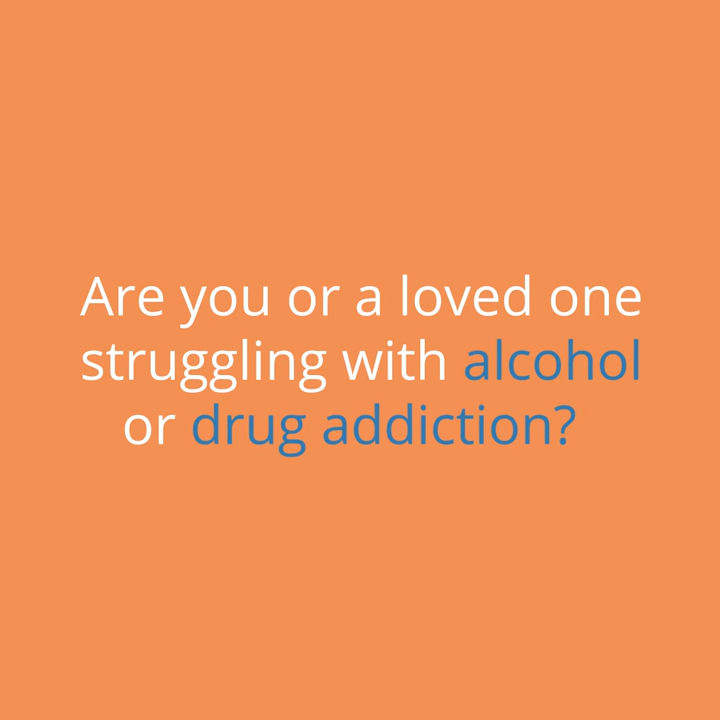 Are you or a loved one
struggling with alcohol
or drug addiction?